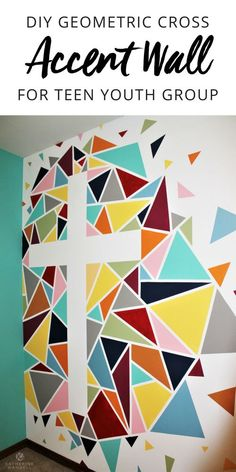 DIY GEOMETRIC CROSS
Accent Wall
FOR TEEN YOUTH GROUP